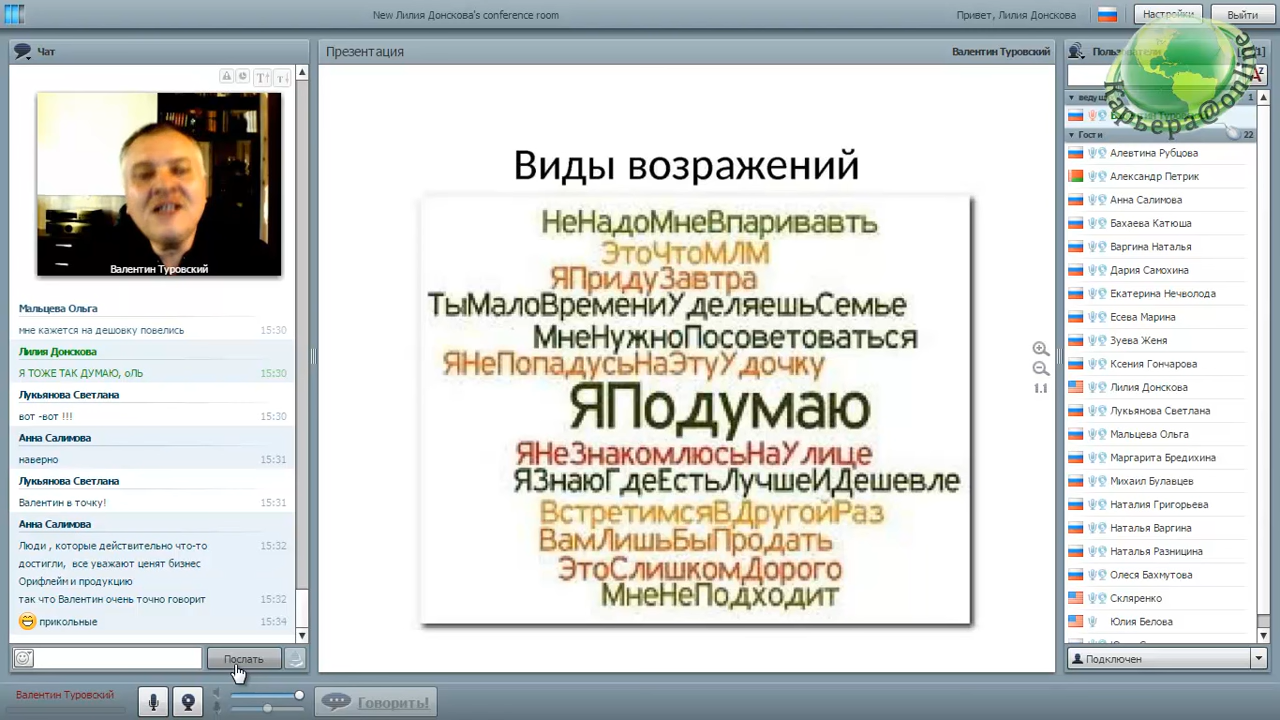 New Лилия Донскова's conference room
Привет, Лилия Донскова
Настройки
Выйти
Чат
Презентация
Валентин Туровский
Валентин Туровский
Мальцева Ольга
мне кажется на дешовку повелись 15:30
Лилия Донскова
Я ТОЖЕ ТАК ДУМАЮ, оЛЬ 15:30
Лукьянова Светлана
вот -вот !!! 15:30
Анна Салимова
наверно 15:31
Лукьянова Светлана
Валентин в точку! 15:31
Анна Салимова
Люди , которые действительно что-то 15:32
достигли, все уважают ценят бизнес
Орифлейм и продукцию
так что Валентин очень точно говорит 15:32
прикольные 15:34
Послать
Валентин Туровский
Говорить!
Виды возражений
НеНадоМнеВпаривавть
ЭтоЧтоМЛМ
ЯПридуЗавтра
ТыМалоВремениУделяешьСемье
МнеНужноПосоветоваться
ЯНеПопадусьНаЭтуУдочку
ЯПодумаю
ЯНеЗнакомлюсьНаУлице
ЯЗнаюГдеЕстьЛучшеИДешевле
ВстретимсяВДругойРаз
ВамЛишьБыПродать
ЭтоСлишкомДорого
МнеНеПодходит
1.1
карьера@online
1
Гости 22
Алевтина Рубцова
Александр Петрик
Анна Салимова
Бахаева Катюша
Варгина Наталья
Дария Самохина
Екатерина Нечволода
Есева Марина
Зуева Женя
Ксения Гончарова
Лилия Донскова
Лукьянова Светлана
Мальцева Ольга
Маргарита Бредихина
Михаил Булавцев
Наталия Григорьева
Наталья Варгина
Наталья Разницина
Олеся Бахмутова
Скляренко
Юлия Белова
Подключен